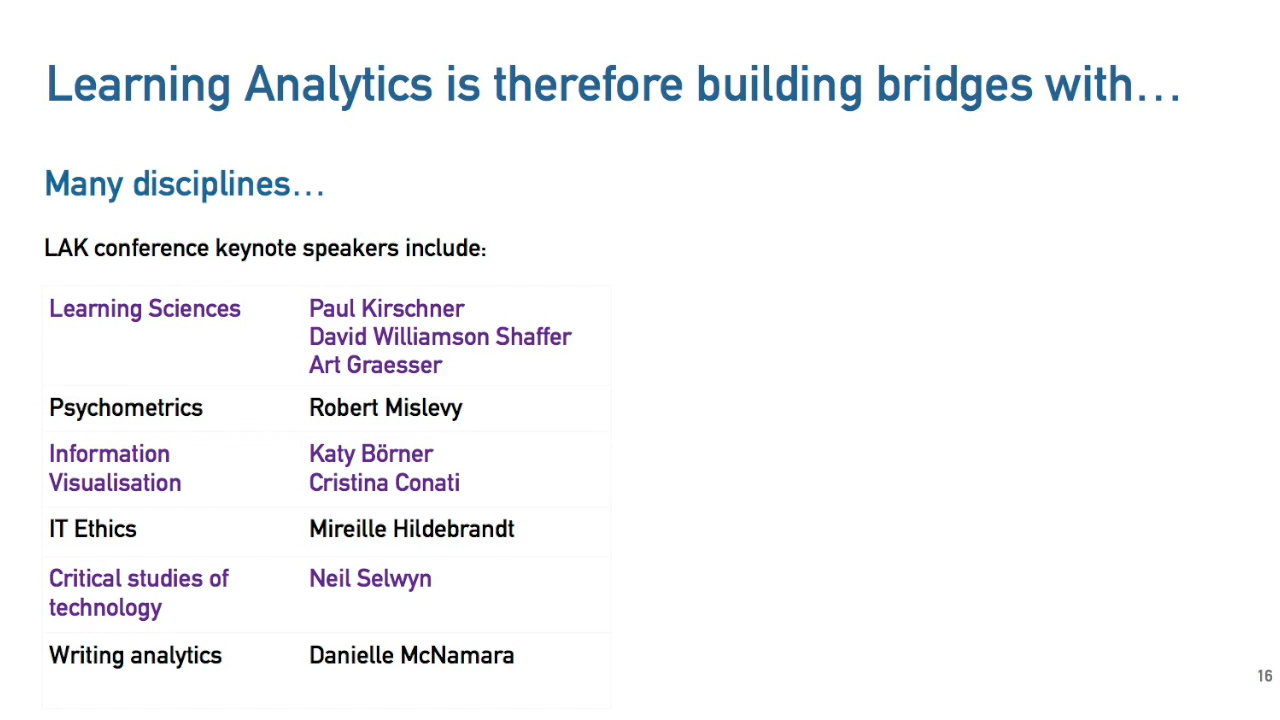 Learning Analytics is therefore building bridges with...
Many disciplines...
LAK conference keynote speakers include:
Learning Sciences
Paul Kirschner
David Williamson Shaffer
Art Graesser
Psychometrics
Robert Mislevy
Information
Visualisation
Katy Börner
Cristina Conati
IT Ethics
Mireille Hildebrandt
Critical studies of
technology
Neil Selwyn
Writing analytics
Danielle McNamara
16